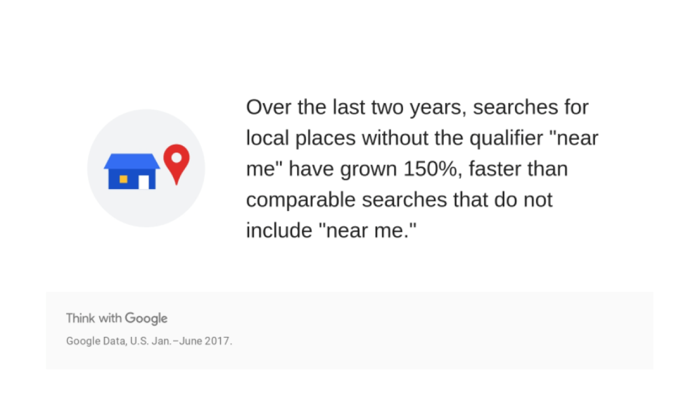 Over the last two years, searches for
local places without the qualifier "near
me" have grown 150%, faster than
comparable searches that do not
include "near me."
Think with Google
Google Data, U.S. Jan.–June 2017.